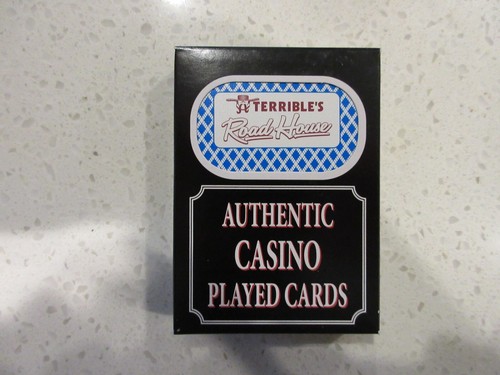 TERRIBLE'S
Road House
AUTHENTIC
CASINO
PLAYED CARDS